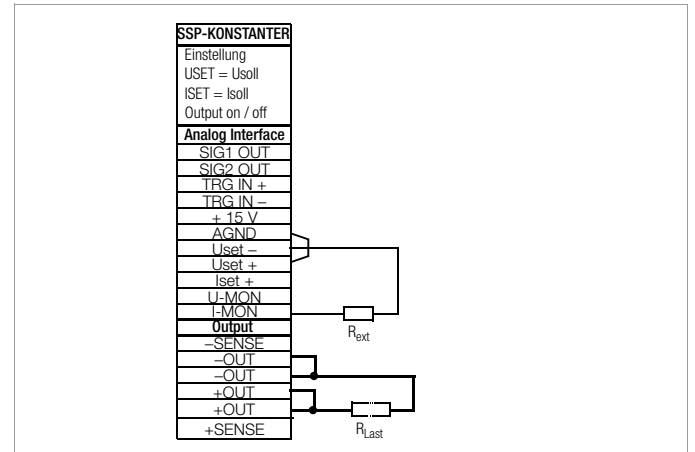 SSP-KONSTANTER
Einstellung
USET = Usoll
ISET = Isoll
Output on / off
Analog Interface
SIG1 OUT
SIG2 OUT
TRG IN +
TRG IN –
+ 15 V
AGND
Uset –
Uset +
Iset +
U-MON
I-MON
Output
–SENSE
–OUT
–OUT
+OUT
+OUT
+SENSE
Rext
RLast